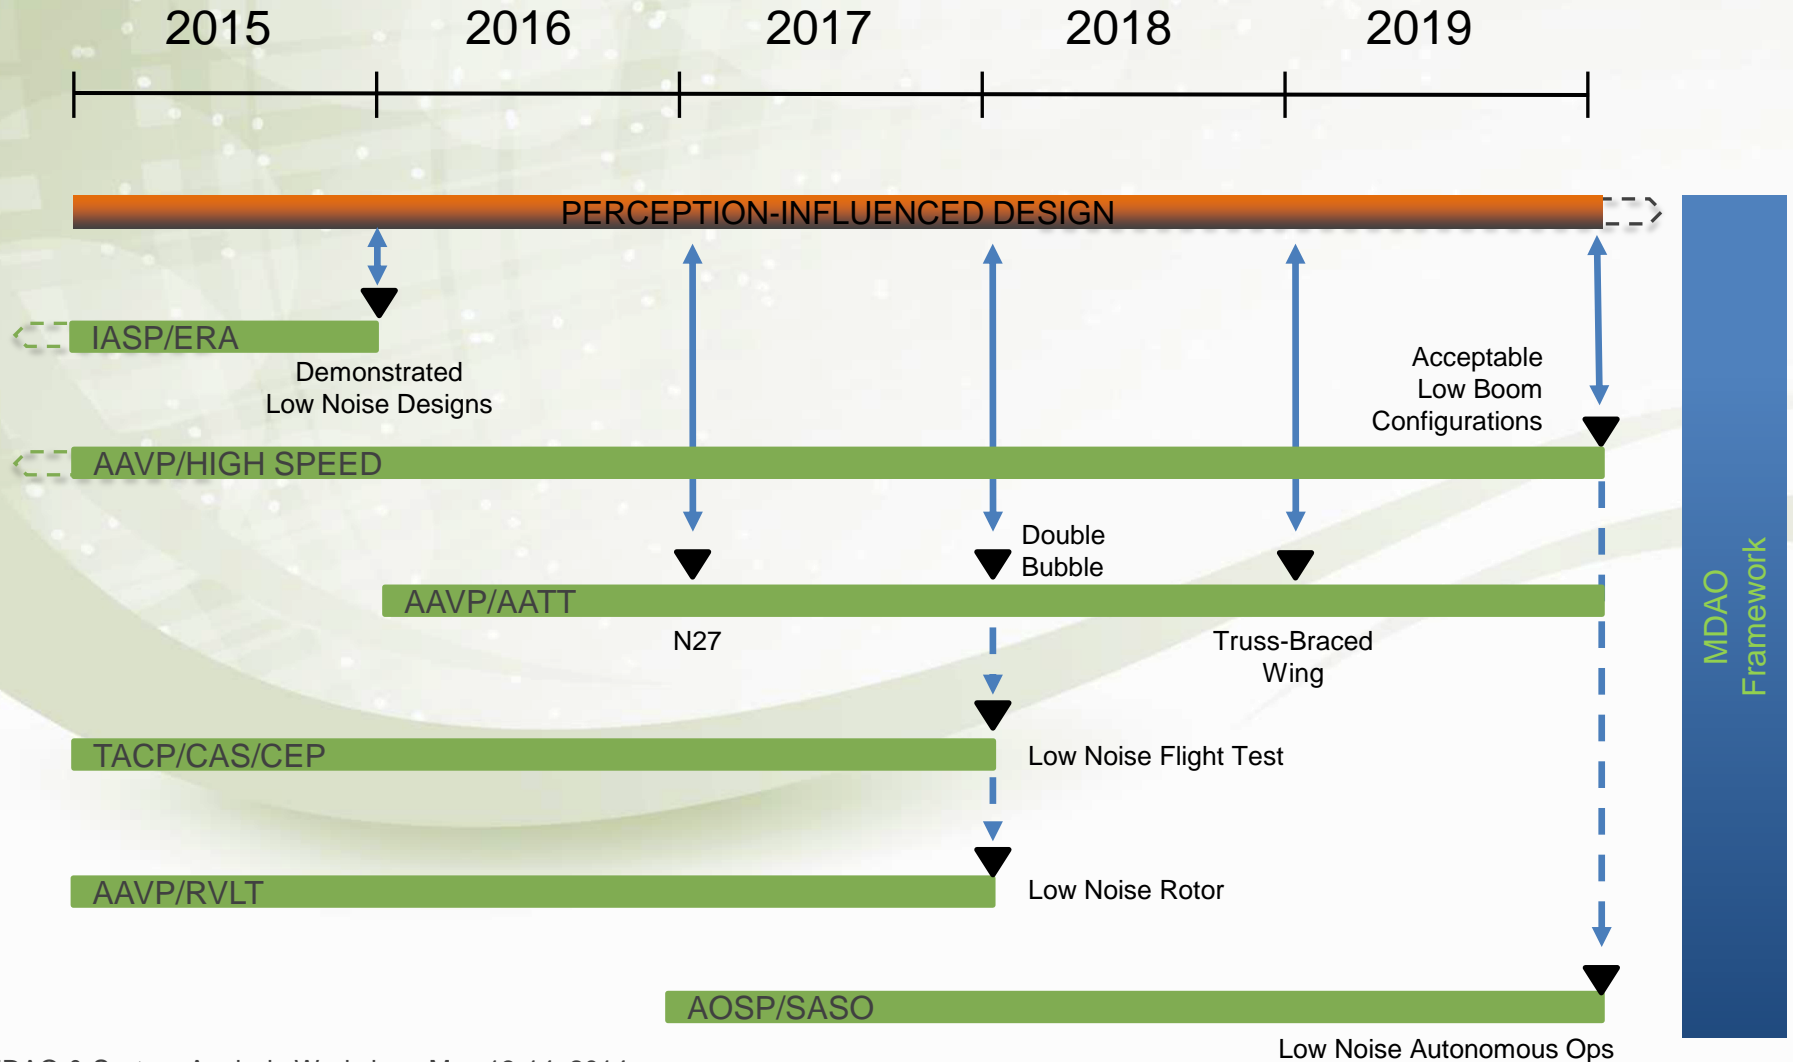 2015 2016 2017 2018 2019
PERCEPTION-INFLUENCED DESIGN
IASP/ERA
Demonstrated
Low Noise Designs
Acceptable
Low Boom
Configurations
AAVP/HIGH SPEED
Double
Bubble
AAVP/AATT
N27
Truss-Braced
Wing
TACP/CAS/CEP
Low Noise Flight Test
AAVP/RVLT
Low Noise Rotor
AOSP/SASO
Low Noise Autonomous Ops
MDAO
Framework